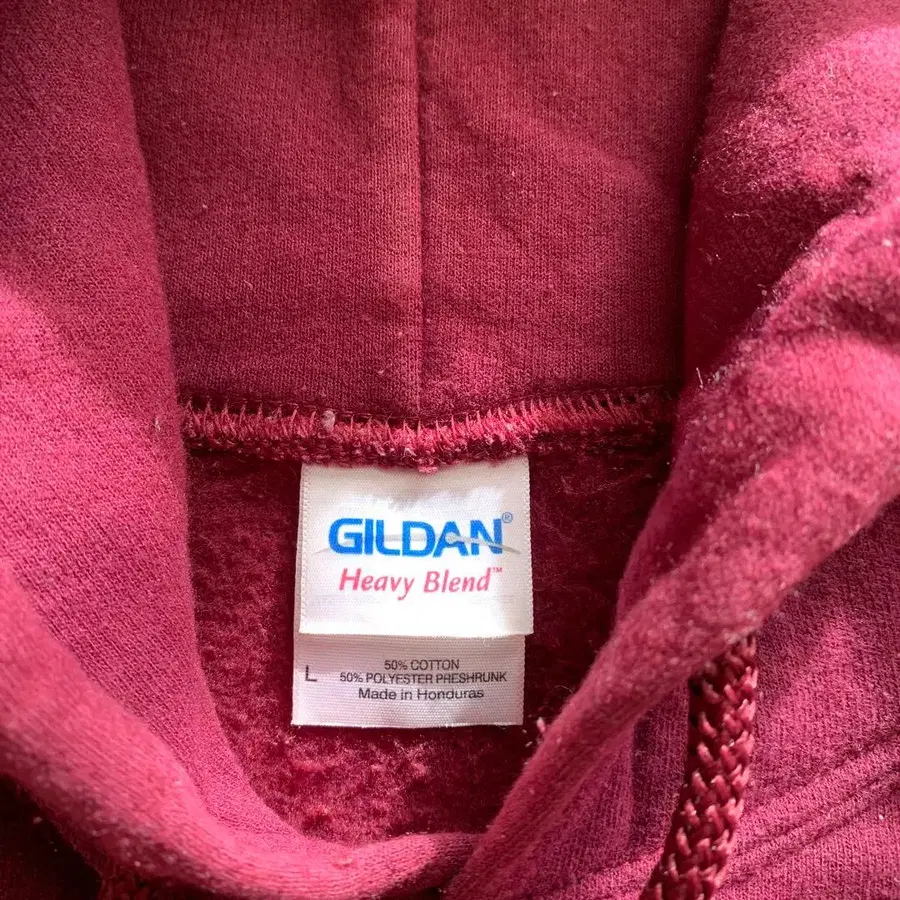 GILDAN®
Heavy Blend™
L
50% COTTON
50% POLYESTER PRESHRUNK
Made in Honduras